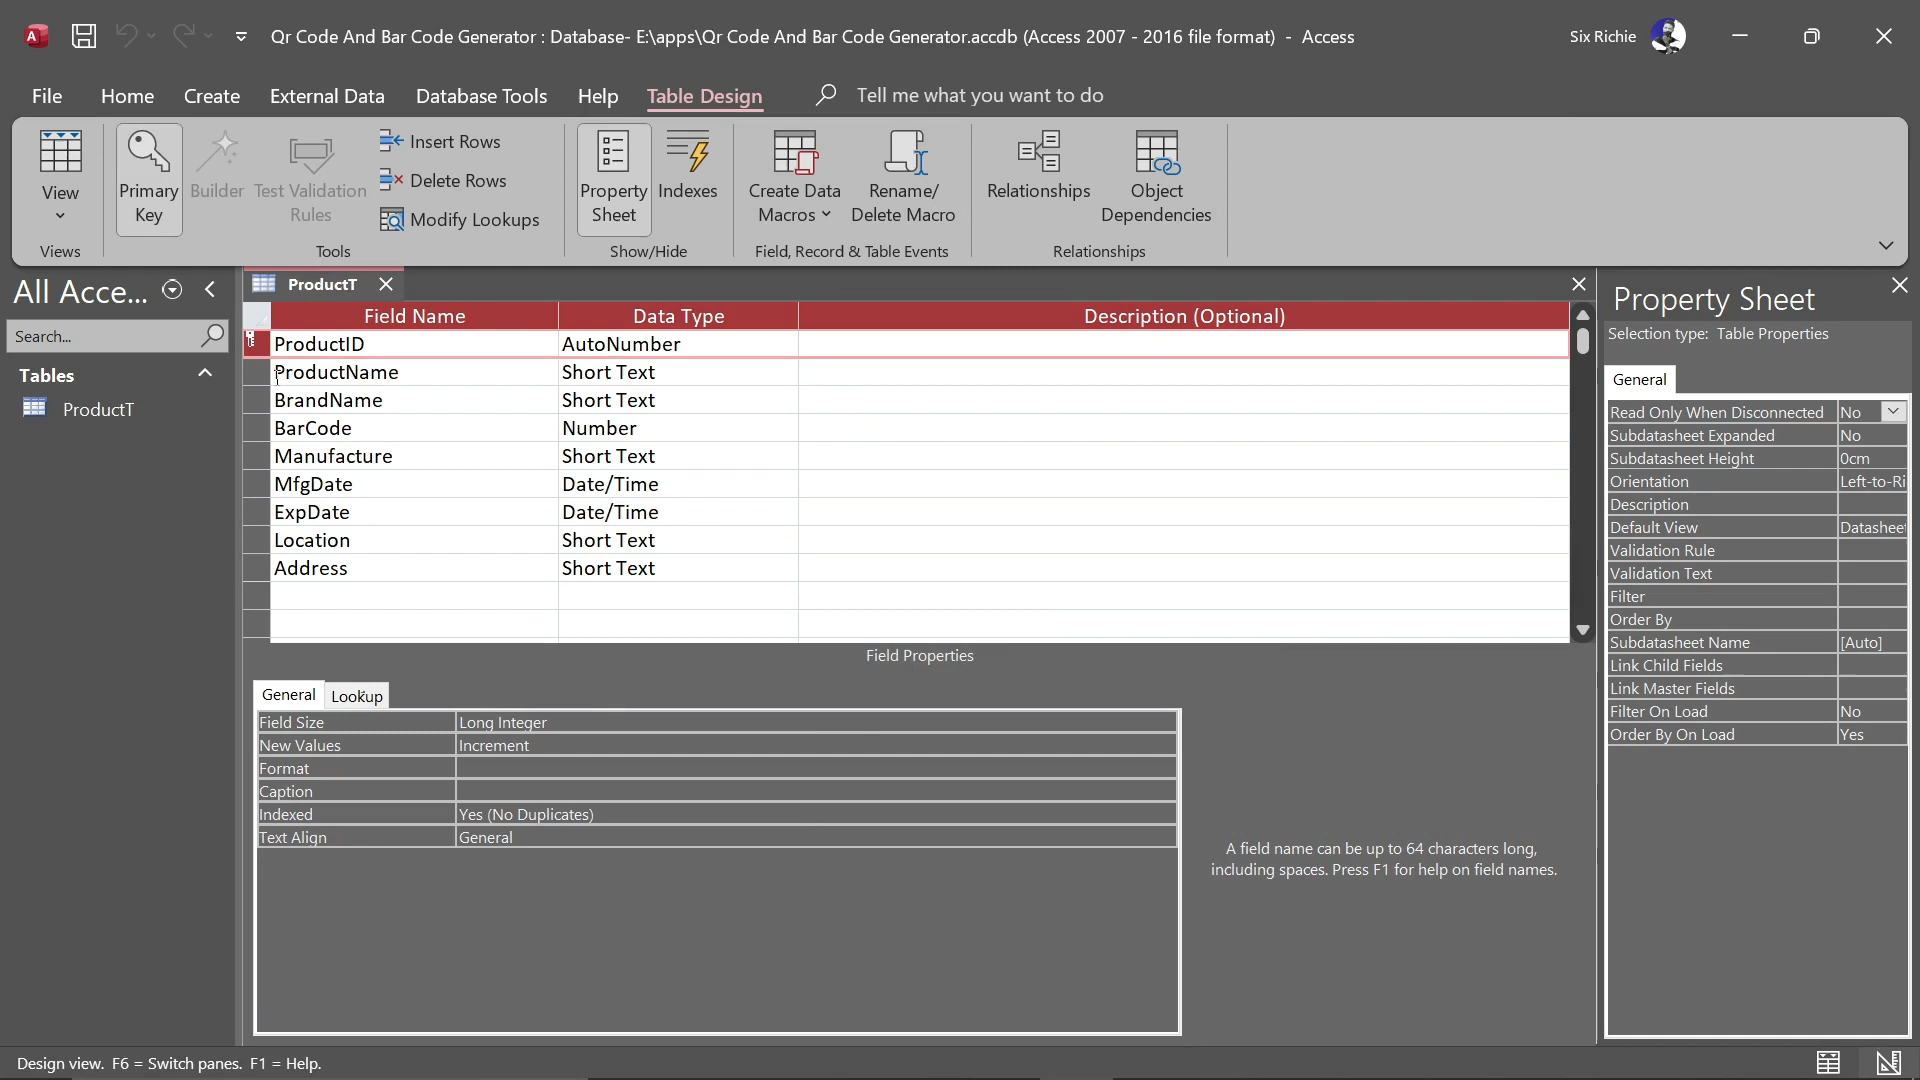 Qr Code And Bar Code Generator : Database- E:\apps\Qr Code And Bar Code Generator.accdb (Access 2007 - 2016 file format) - Access
Six Richie
File Home Create External Data Database Tools Help Table Design Tell me what you want to do
View
Views
Primary Key
Builder
Test Validation Rules
Insert Rows
Delete Rows
Modify Lookups
Tools
Property Sheet
Indexes
Show/Hide
Create Data Macros
Rename/ Delete Macro
Field, Record & Table Events
Relationships
Object Dependencies
Relationships
All Acce...
Search...
Tables
ProductT
ProductT
Field Name Data Type Description (Optional)
ProductID AutoNumber
ProductName Short Text
BrandName Short Text
BarCode Number
Manufacture Short Text
MfgDate Date/Time
ExpDate Date/Time
Location Short Text
Address Short Text
Field Properties
General Lookup
Field Size Long Integer
New Values Increment
Format
Caption
Indexed Yes (No Duplicates)
Text Align General
A field name can be up to 64 characters long,
including spaces. Press F1 for help on field names.
Property Sheet
Selection type: Table Properties
General
Read Only When Disconnected No
Subdatasheet Expanded No
Subdatasheet Height 0cm
Orientation Left-to-Ri
Description
Default View Datasheet
Validation Rule
Validation Text
Filter
Order By
Subdatasheet Name [Auto]
Link Child Fields
Link Master Fields
Filter On Load No
Order By On Load Yes
Design view. F6 = Switch panes. F1 = Help.